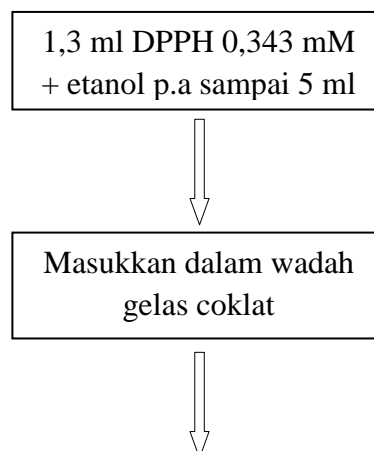 1,3 ml DPPH 0,343 mM
+ etanol p.a sampai 5 ml
Masukkan dalam wadah
gelas coklat